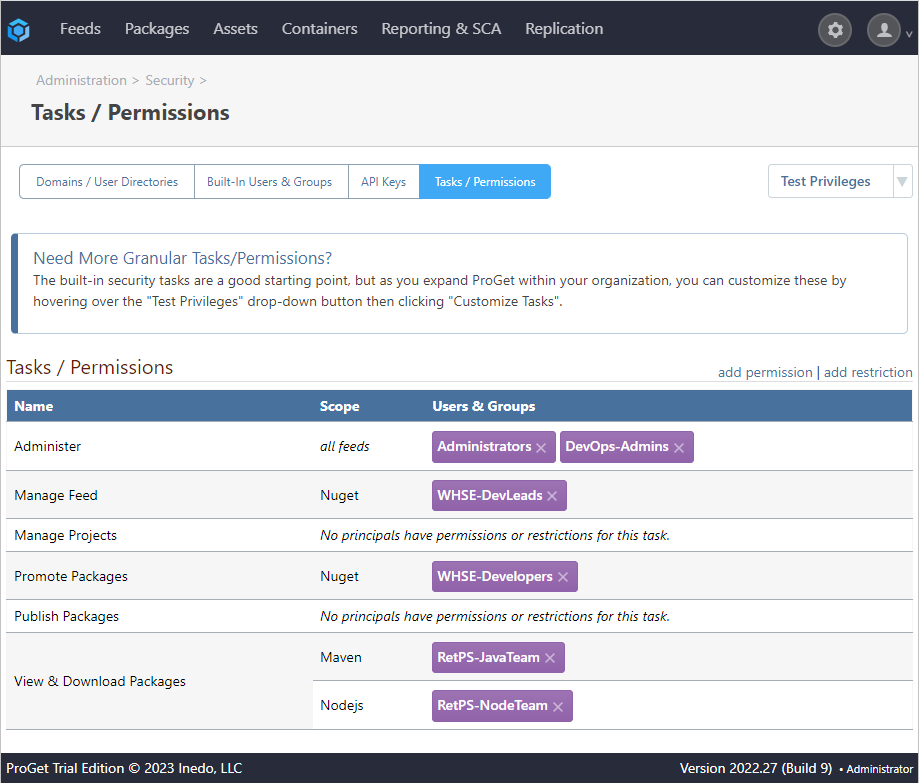 Feeds Packages Assets Containers Reporting & SCA Replication
Administration > Security >
Tasks / Permissions
Domains / User Directories Built-In Users & Groups API Keys Tasks / Permissions Test Privileges
Need More Granular Tasks/Permissions?
The built-in security tasks are a good starting point, but as you expand ProGet within your organization, you can customize these by
hovering over the "Test Privileges" drop-down button then clicking "Customize Tasks".
Tasks / Permissions
add permission | add restriction
Name Scope Users & Groups
Administer all feeds Administrators × DevOps-Admins ×
Manage Feed Nuget WHSE-DevLeads ×
Manage Projects No principals have permissions or restrictions for this task.
Promote Packages Nuget WHSE-Developers ×
Publish Packages No principals have permissions or restrictions for this task.
View & Download Packages
Maven RetPS-JavaTeam ×
Nodejs RetPS-NodeTeam ×
ProGet Trial Edition © 2023 Inedo, LLC Version 2022.27 (Build 9) • Administrator